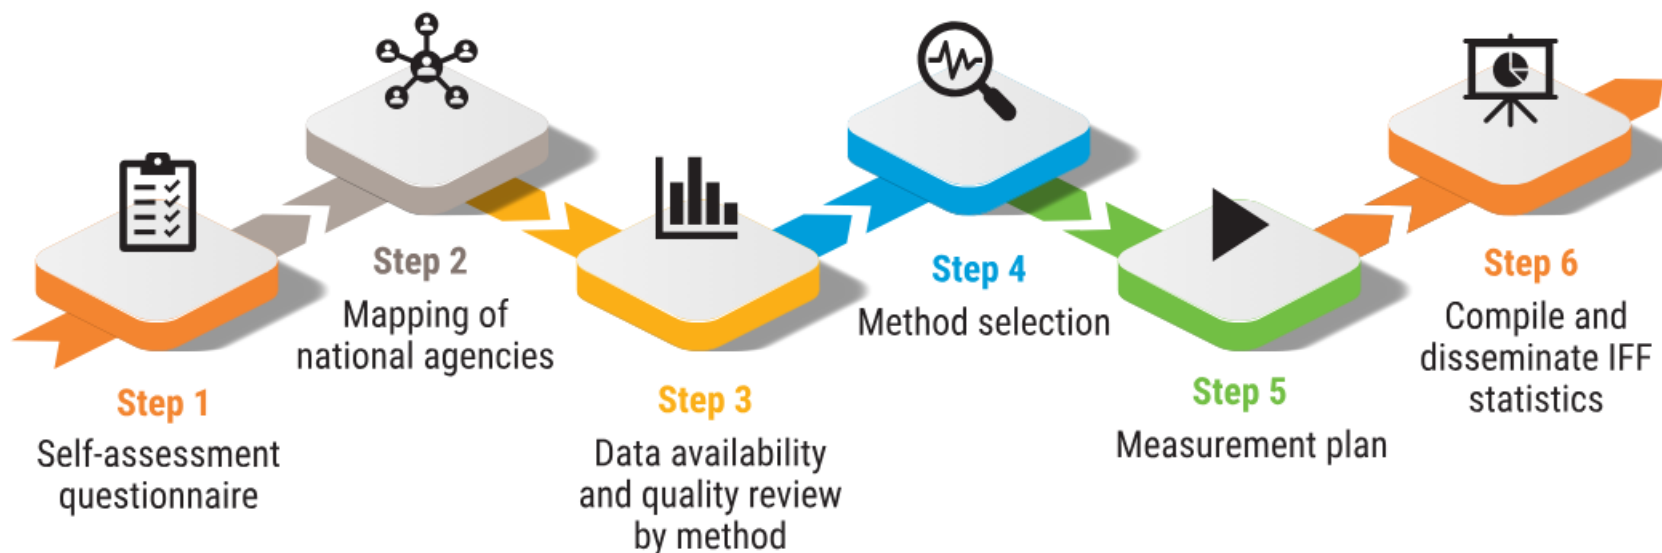 Step 1
Self-assessment
questionnaire
Step 2
Mapping of
national agencies
Step 3
Data availability
and quality review
by method
Step 4
Method selection
Step 5
Measurement plan
Step 6
Compile and
disseminate IFF
statistics